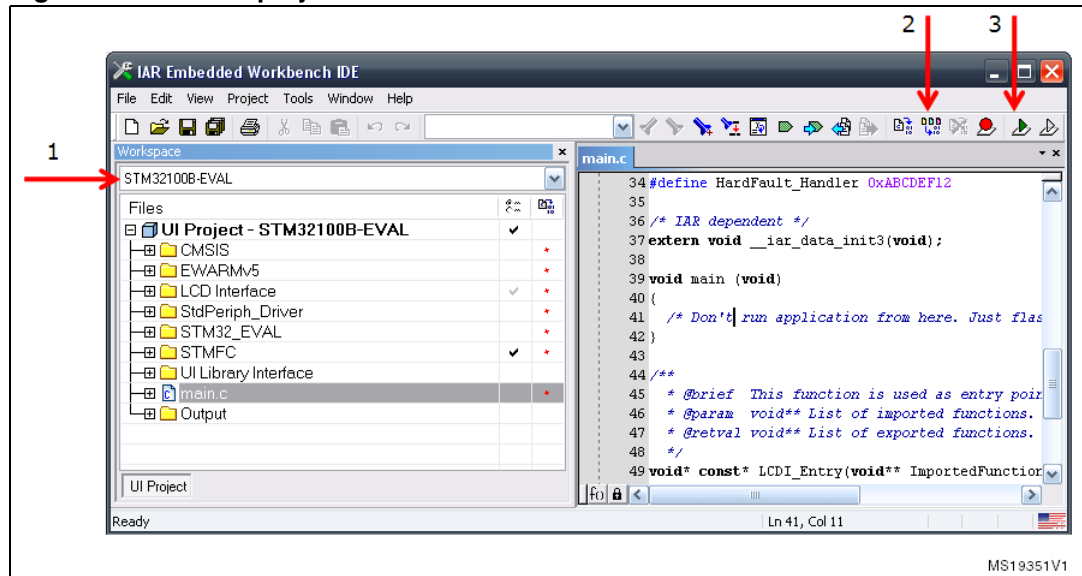 2 3
IAR Embedded Workbench IDE
File Edit View Project Tools Window Help
1
Workspace
main.c
STM32100B-EVAL
Files
UI Project - STM32100B-EVAL
CMSIS
EWARMv5
LCD Interface
StdPeriph_Driver
STM32_EVAL
STMFC
UI Library Interface
main.c
Output
UI Project
34 #define HardFault_Handler 0xABCDEF12
35
36 /* IAR dependent */
37 extern void __iar_data_init3(void);
38
39 void main (void)
40 {
41 /* Don't run application from here. Just flas
42 }
43
44 /**
45 * @brief This function is used as entry poin
46 * @param void** List of imported functions.
47 * @retval void** List of exported functions.
48 */
49 void* const* LCDI_Entry(void** ImportedFunction
Ready
Ln 41, Col 11
MS19351V1